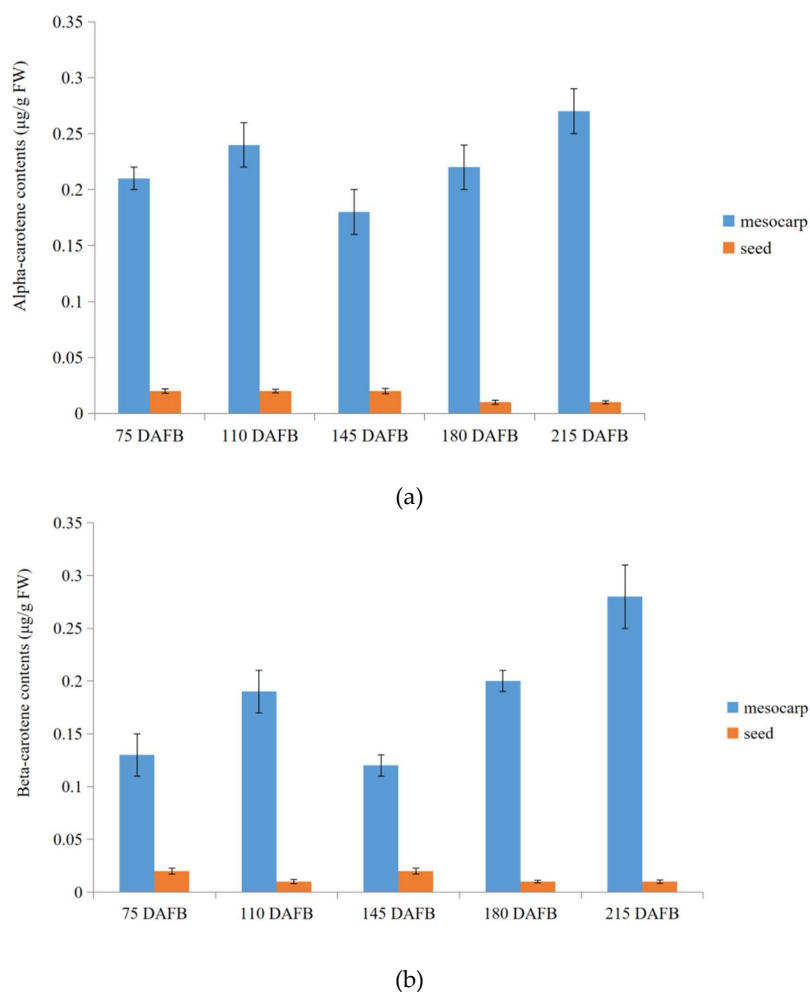 Alpha-carotene contents (μg/g FW)
0.35
0.3
0.25
0.2
0.15
0.1
0.05
0
75 DAFB 110 DAFB 145 DAFB 180 DAFB 215 DAFB
mesocarp
seed
(a)
Beta-carotene contents (μg/g FW)
0.35
0.3
0.25
0.2
0.15
0.1
0.05
0
75 DAFB 110 DAFB 145 DAFB 180 DAFB 215 DAFB
mesocarp
seed
(b)